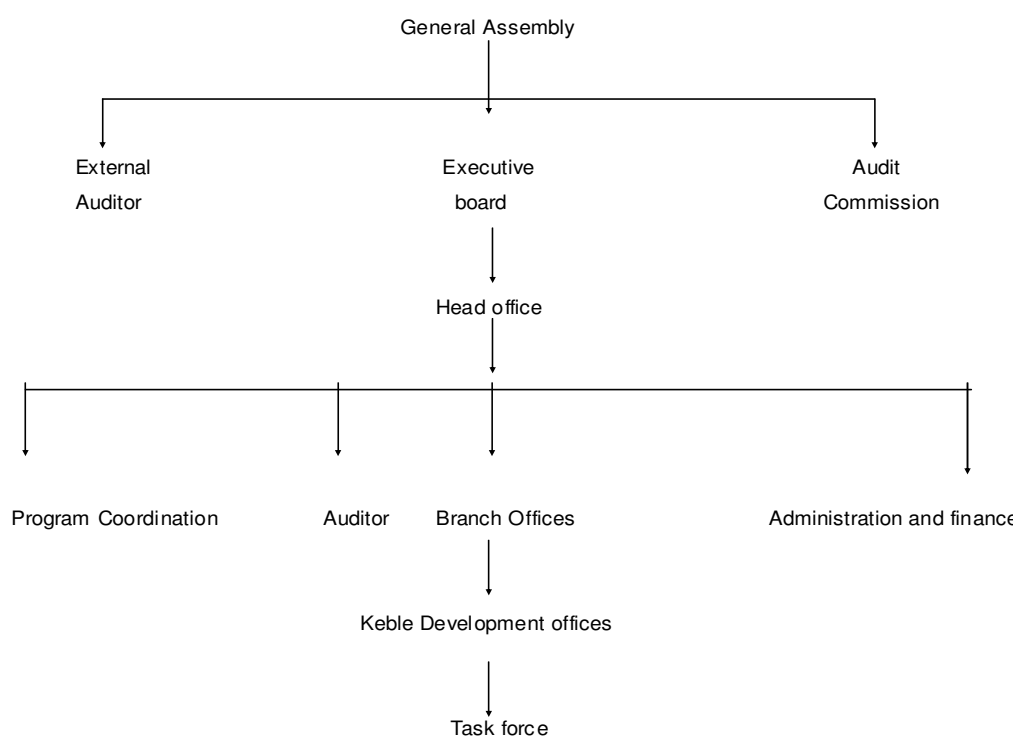 General Assembly
External
Auditor
Executive
board
Audit
Commission
Head office
Program Coordination
Auditor
Branch Offices
Administration and finance
Keble Development offices
Task force